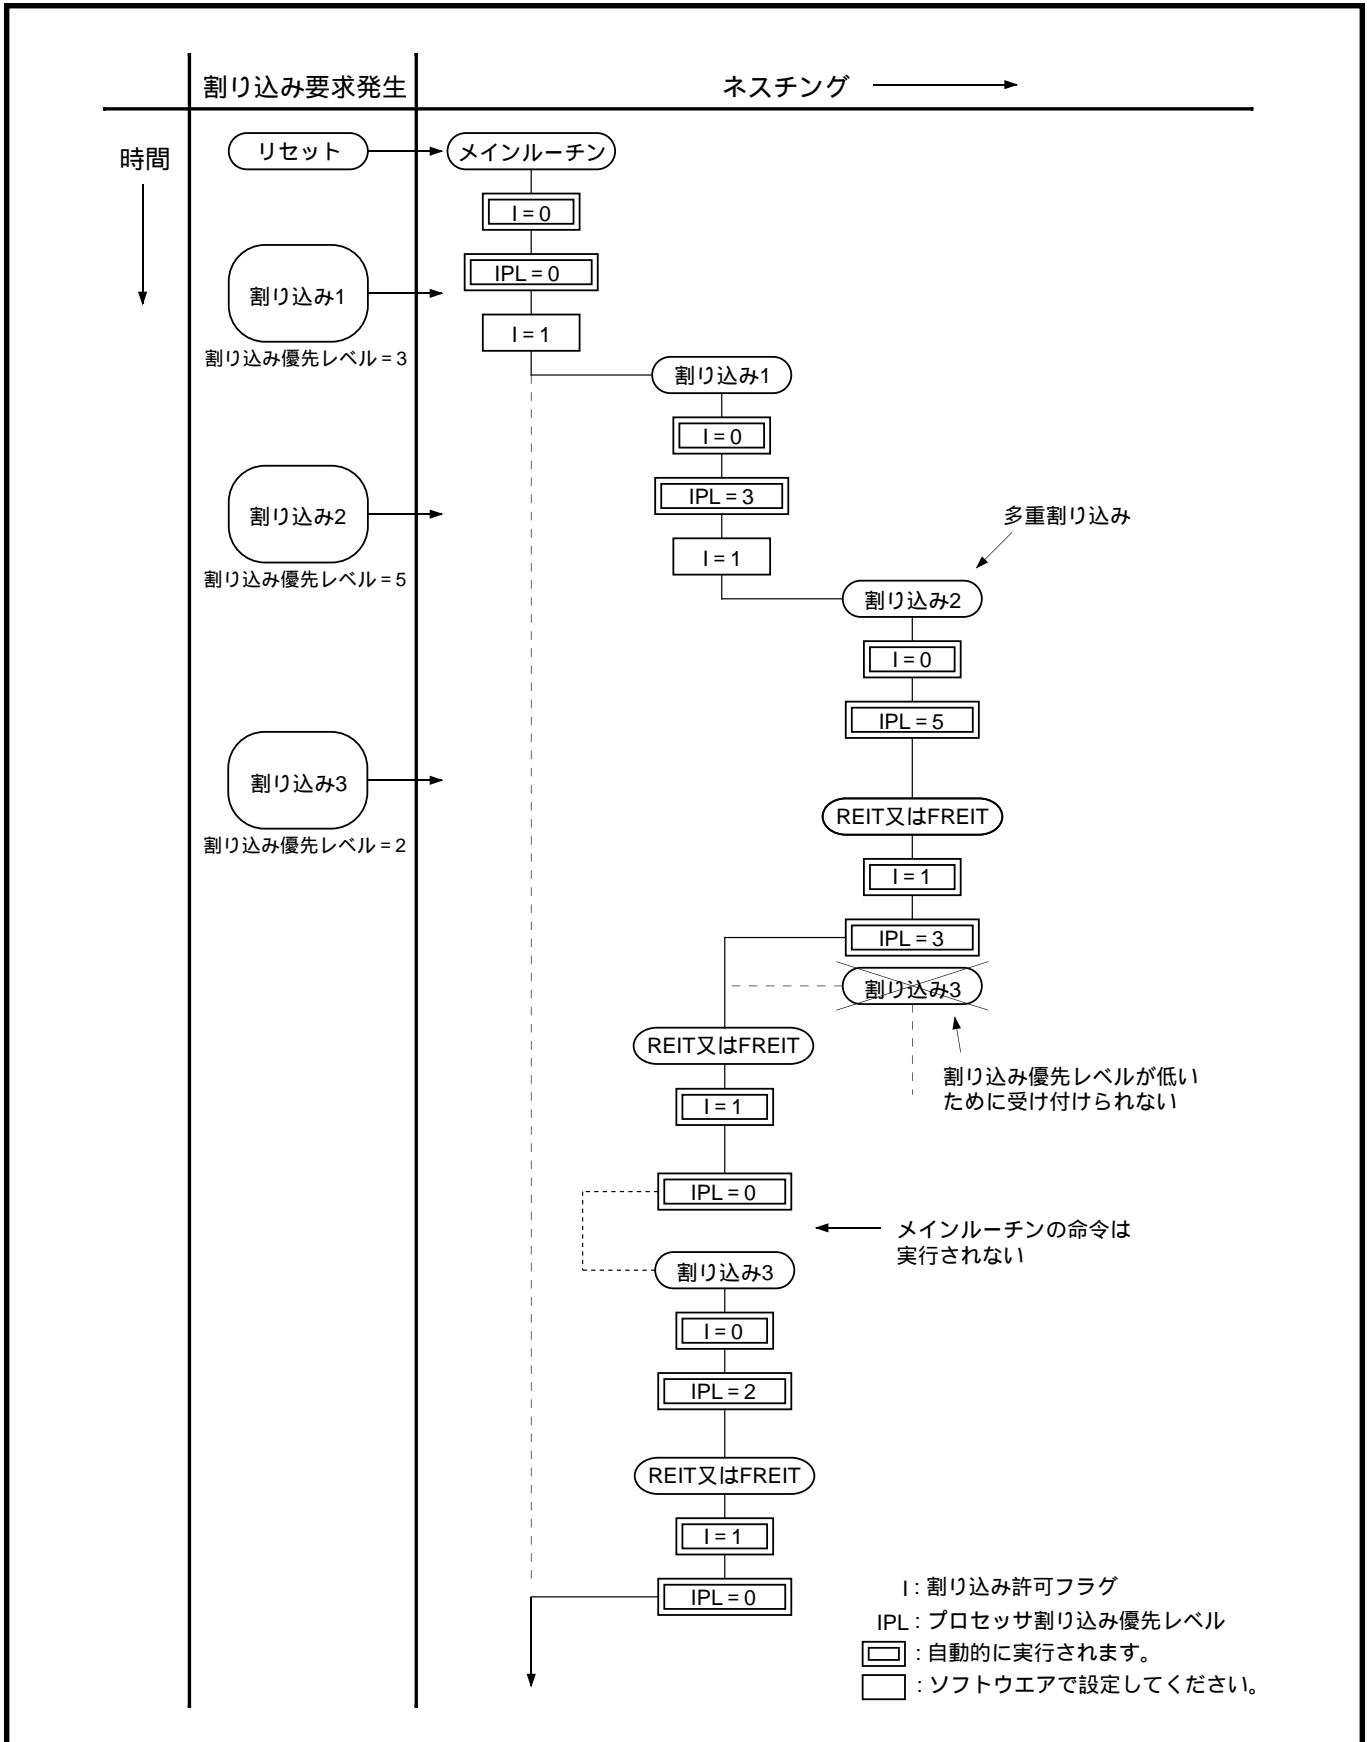 割り込み要求発生
ネスチング
時間
リセット
メインルーチン
I = 0
割り込み1
IPL = 0
I = 1
割り込み優先レベル = 3
割り込み1
I = 0
割り込み2
IPL = 3
多重割り込み
I = 1
割り込み優先レベル = 5
割り込み2
I = 0
IPL = 5
割り込み3
REIT又はFREIT
割り込み優先レベル = 2
I = 1
IPL = 3
割り込み3
REIT又はFREIT
割り込み優先レベルが低い
ために受け付けられない
I = 1
IPL = 0
メインルーチンの命令は
実行されない
割り込み3
I = 0
IPL = 2
REIT又はFREIT
I = 1
IPL = 0
I : 割り込み許可フラグ
IPL : プロセッサ割り込み優先レベル
: 自動的に実行されます。
: ソフトウエアで設定してください。